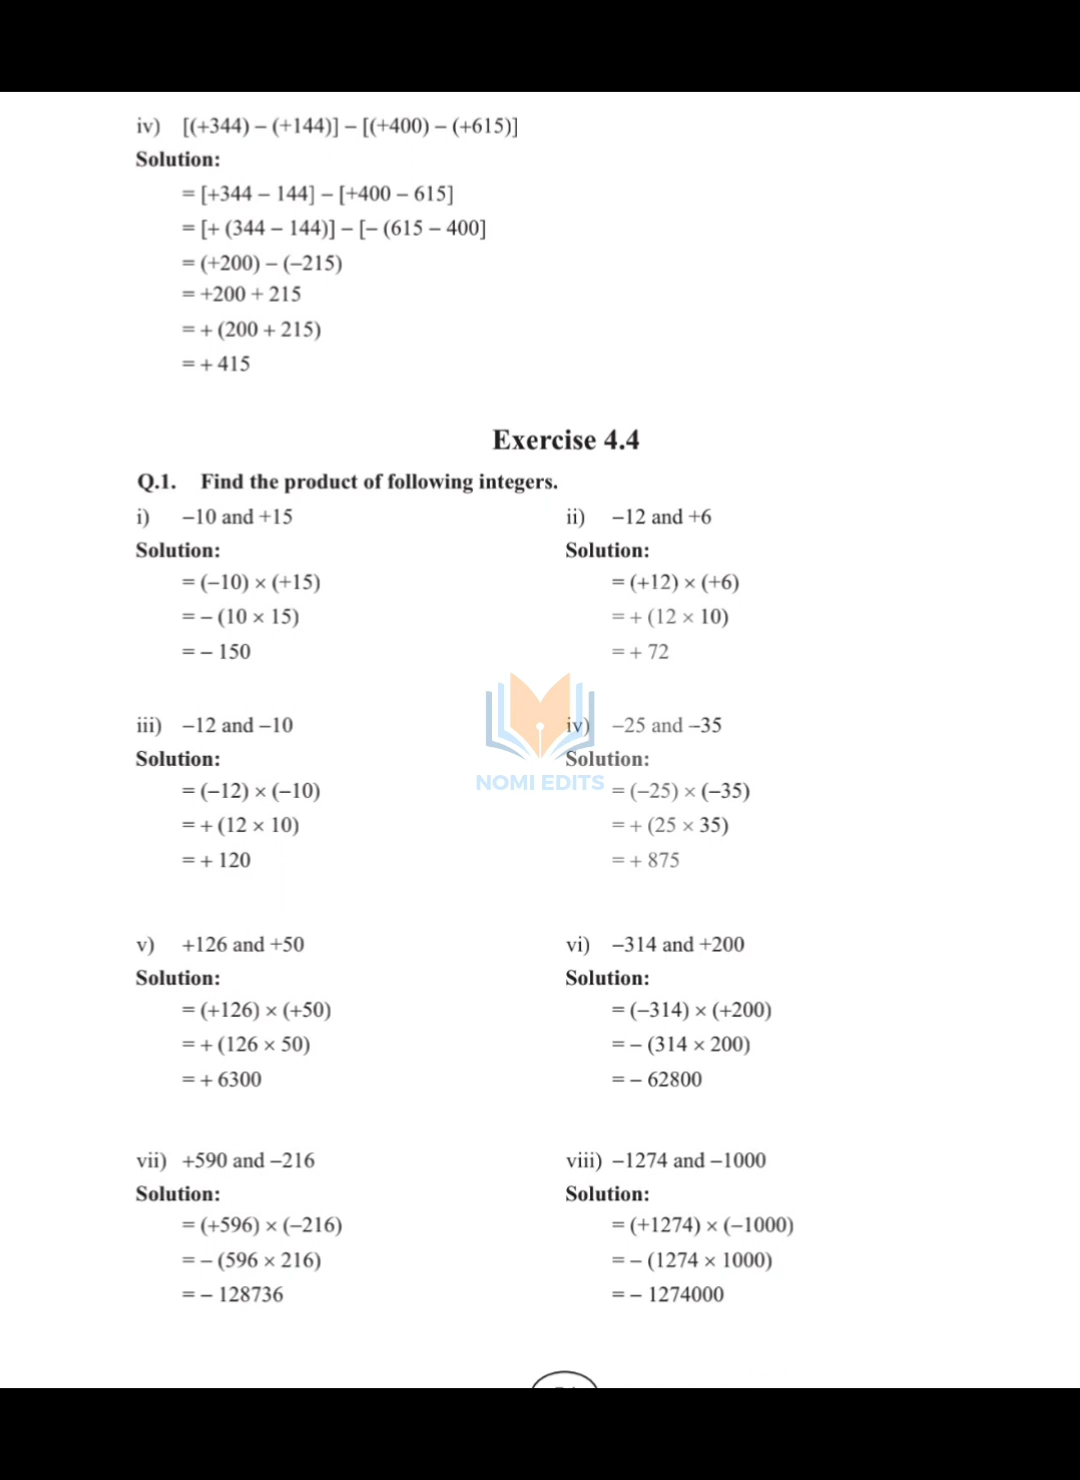 iv) [(+344) – (+144)] – [(+400) – (+615)]
Solution:
= [+344 – 144] – [+400 – 615]
= [+ (344 – 144)] – [– (615 – 400]
= (+200) – (–215)
= +200 + 215
= + (200 + 215)
= + 415
Exercise 4.4
Q.1. Find the product of following integers.
i) –10 and +15
Solution:
= (–10) × (+15)
= – (10 × 15)
= – 150
ii) –12 and +6
Solution:
= (+12) × (+6)
= + (12 × 10)
= + 72
iii) –12 and –10
Solution:
= (–12) × (–10)
= + (12 × 10)
= + 120
iv) –25 and –35
Solution:
= (–25) × (–35)
= + (25 × 35)
= + 875
NOMI EDITS
v) +126 and +50
Solution:
= (+126) × (+50)
= + (126 × 50)
= + 6300
vi) –314 and +200
Solution:
= (–314) × (+200)
= – (314 × 200)
= – 62800
vii) +590 and –216
Solution:
= (+596) × (–216)
= – (596 × 216)
= – 128736
viii) –1274 and –1000
Solution:
= (+1274) × (–1000)
= – (1274 × 1000)
= – 1274000